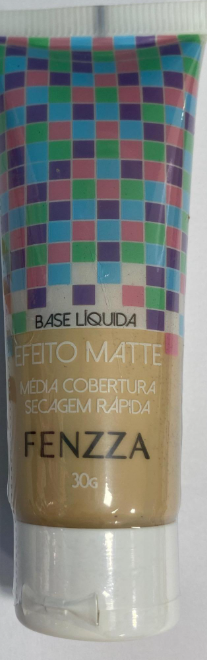 BASE LÍQUIDA
EFEITO MATTE
MÉDIA COBERTURA
SECAGEM RÁPIDA
FENZZA
30G